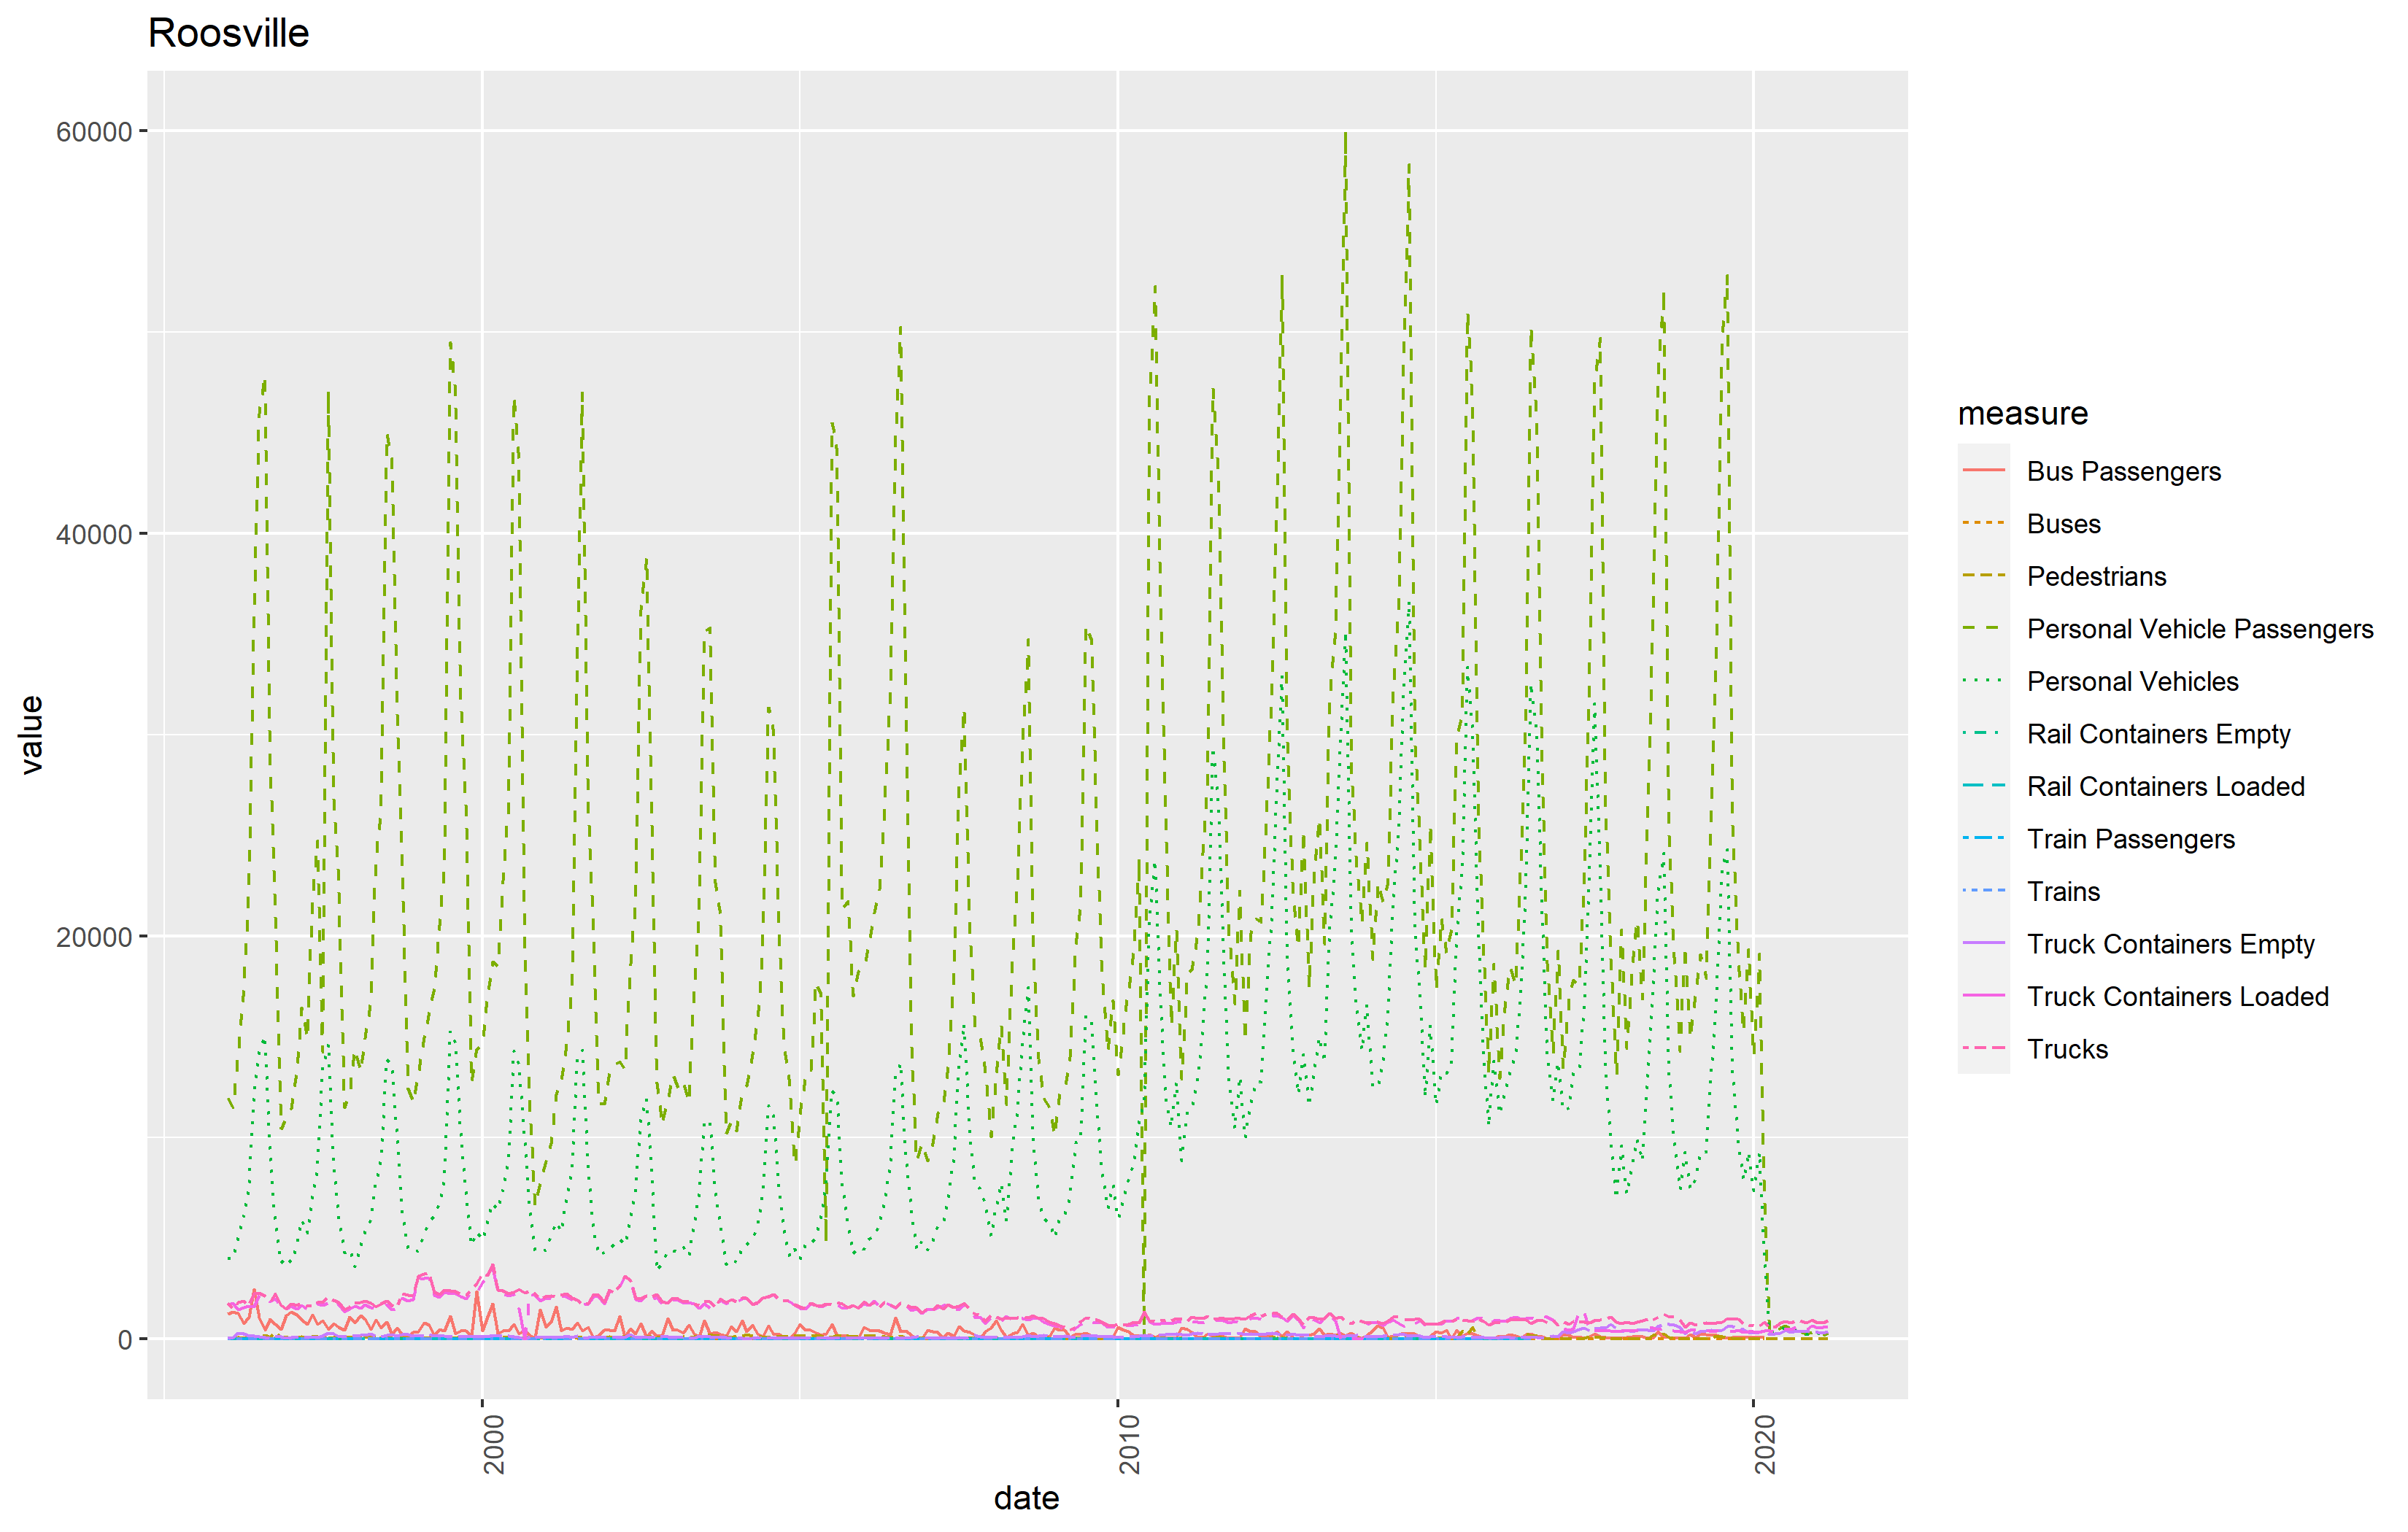 Roosville
60000
40000
20000
0
value
2000
2010
2020
date
measure
Bus Passengers
Buses
Pedestrians
Personal Vehicle Passengers
Personal Vehicles
Rail Containers Empty
Rail Containers Loaded
Train Passengers
Trains
Truck Containers Empty
Truck Containers Loaded
Trucks